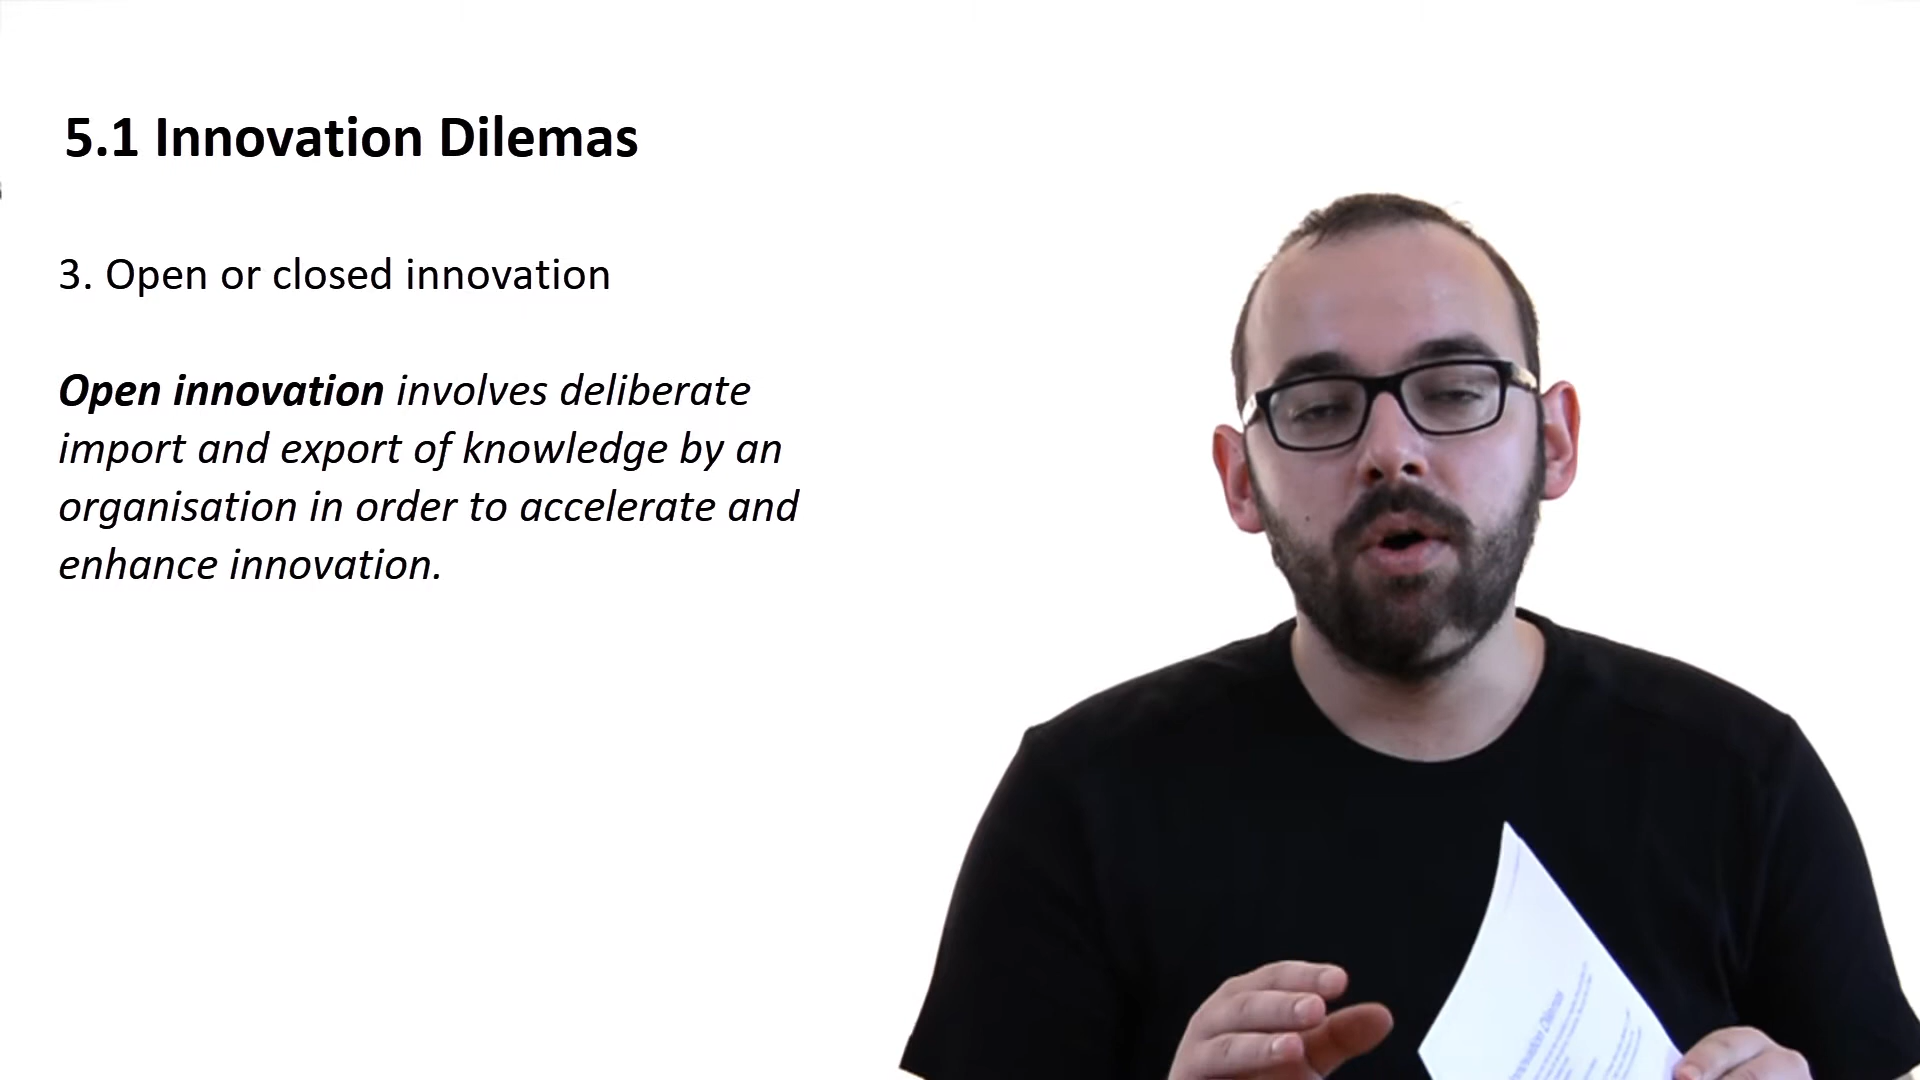 5.1 Innovation Dilemas
3. Open or closed innovation
Open innovation involves deliberate
import and export of knowledge by an
organisation in order to accelerate and
enhance innovation.